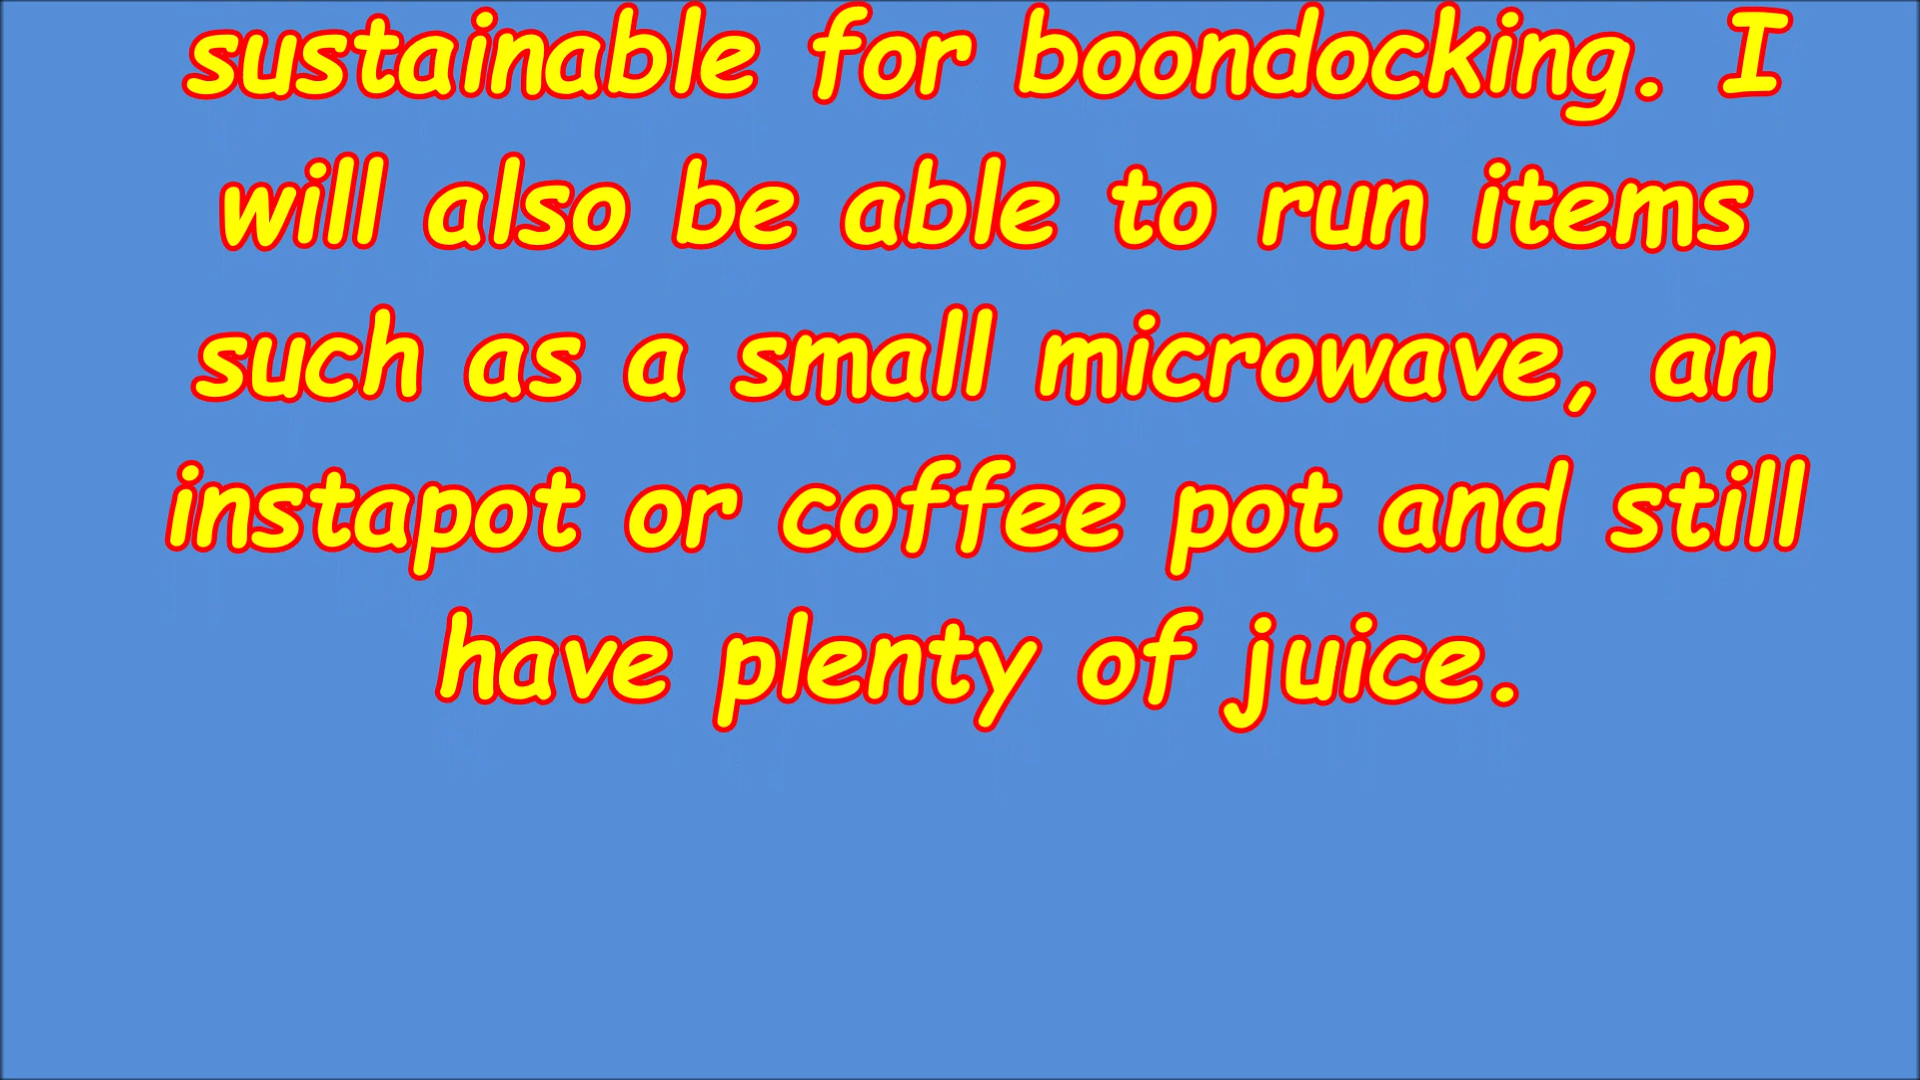 sustainable for boondocking. I
will also be able to run items
such as a small microwave, an
instapot or coffee pot and still
have plenty of juice.